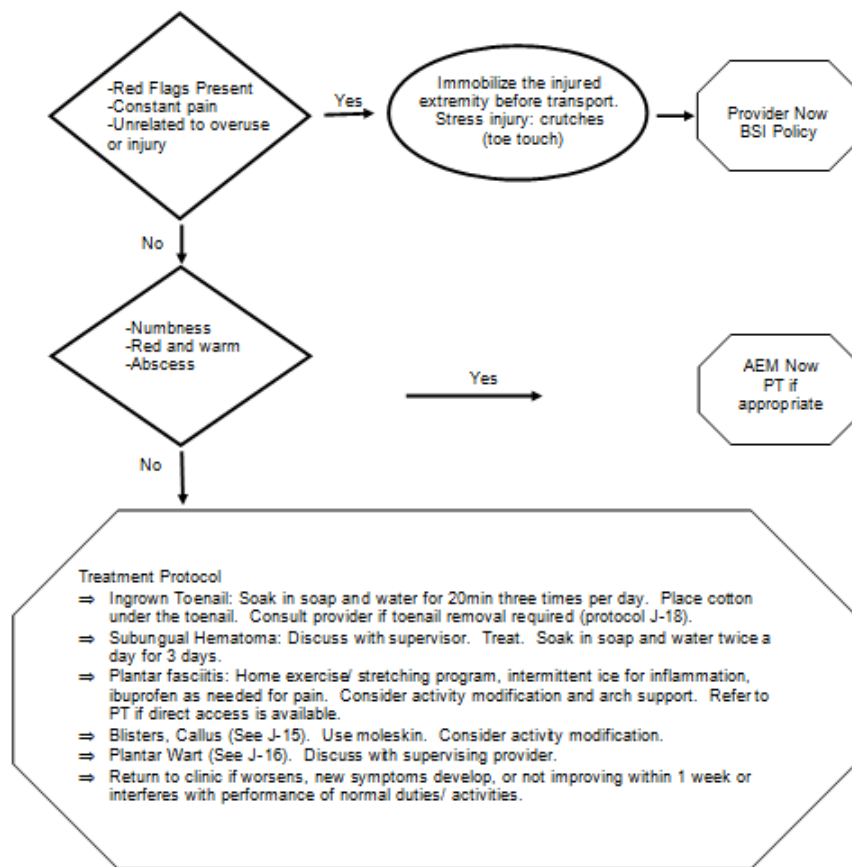 -Red Flags Present
-Constant pain
-Unrelated to overuse
or injury
Yes
Immobilize the injured
extremity before transport.
Stress injury: crutches
(toe touch)
Provider Now
BSI Policy
No
-Numbness
-Red and warm
-Abscess
Yes
AEM Now
PT if
appropriate
No
Treatment Protocol
⇒ Ingrown Toenail: Soak in soap and water for 20min three times per day. Place cotton
under the toenail. Consult provider if toenail removal required (protocol J-18).
⇒ Subungual Hematoma: Discuss with supervisor. Treat. Soak in soap and water twice a
day for 3 days.
⇒ Plantar fasciitis: Home exercise/ stretching program, intermittent ice for inflammation,
ibuprofen as needed for pain. Consider activity modification and arch support. Refer to
PT if direct access is available.
⇒ Blisters, Callus (See J-15). Use moleskin. Consider activity modification.
⇒ Plantar Wart (See J-16). Discuss with supervising provider.
⇒ Return to clinic if worsens, new symptoms develop, or not improving within 1 week or
interferes with performance of normal duties/ activities.